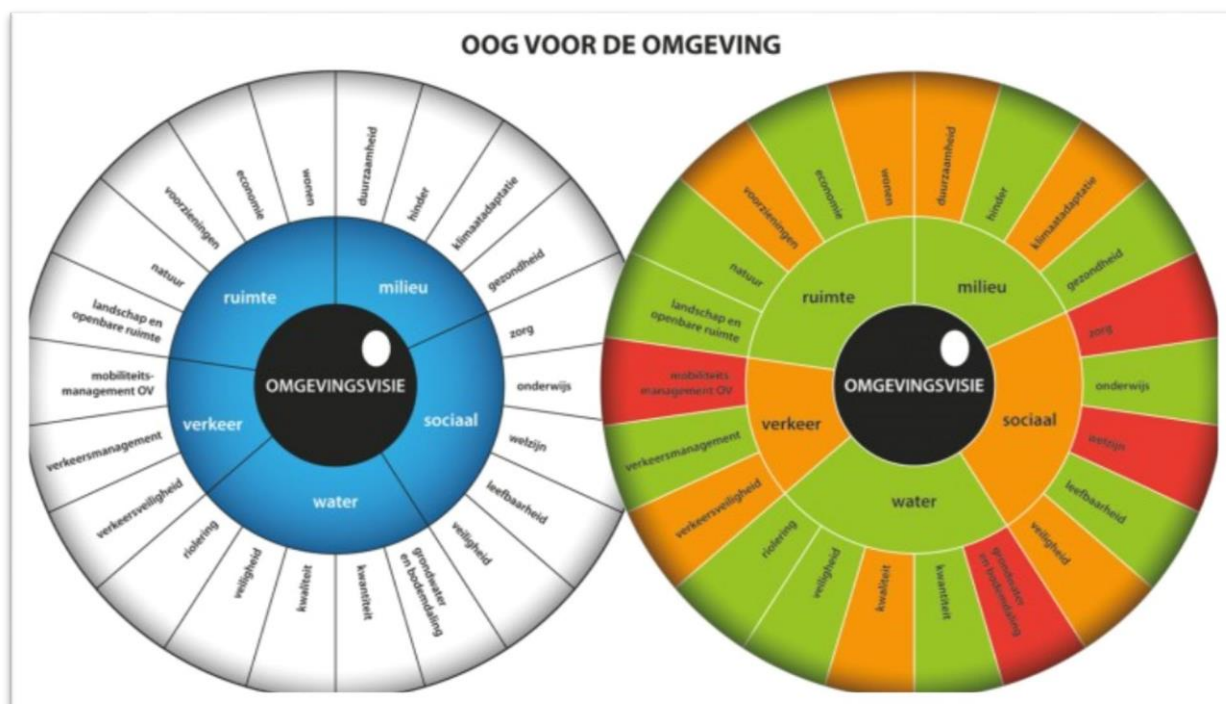 OOG VOOR DE OMGEVING
duurzaamheid
hinder
klimaatadaptatie
gezondheid
zorg
onderwijs
welzijn
leefbaarheid
veiligheid
grondwater
en bodemdaling
kwantiteit
kwaliteit
veiligheid
riolering
verkeersveiligheid
verkeersmanagement
mobiliteits-
management OV
landschap en
openbare ruimte
natuur
voorzieningen
economie
wonen
milieu
sociaal
water
verkeer
ruimte
OMGEVINGSVISIE
duurzaamheid
hinder
klimaatadaptatie
gezondheid
zorg
onderwijs
welzijn
leefbaarheid
veiligheid
grondwater
en bodemdaling
kwantiteit
kwaliteit
veiligheid
riolering
verkeersveiligheid
verkeersmanagement
mobiliteits-
management OV
landschap en
openbare ruimte
natuur
voorzieningen
economie
wonen
milieu
sociaal
water
verkeer
ruimte
OMGEVINGSVISIE